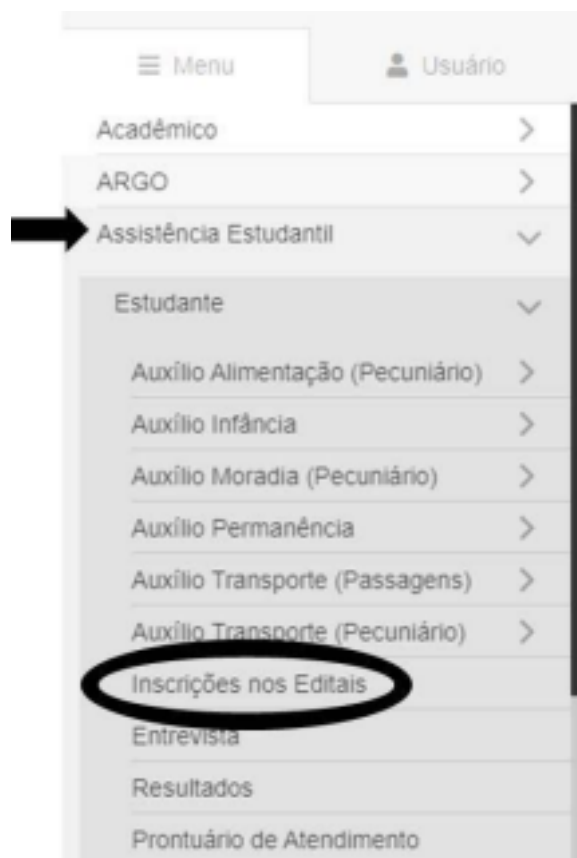 Menu
Usuário
Acadêmico
ARGO
Assistência Estudantil
Estudante
Auxílio Alimentação (Pecuniário)
Auxílio Infância
Auxílio Moradia (Pecuniário)
Auxílio Permanência
Auxílio Transporte (Passagens)
Auxílio Transporte (Pecuniário)
Inscrições nos Editais
Entrevista
Resultados
Prontuário de Atendimento